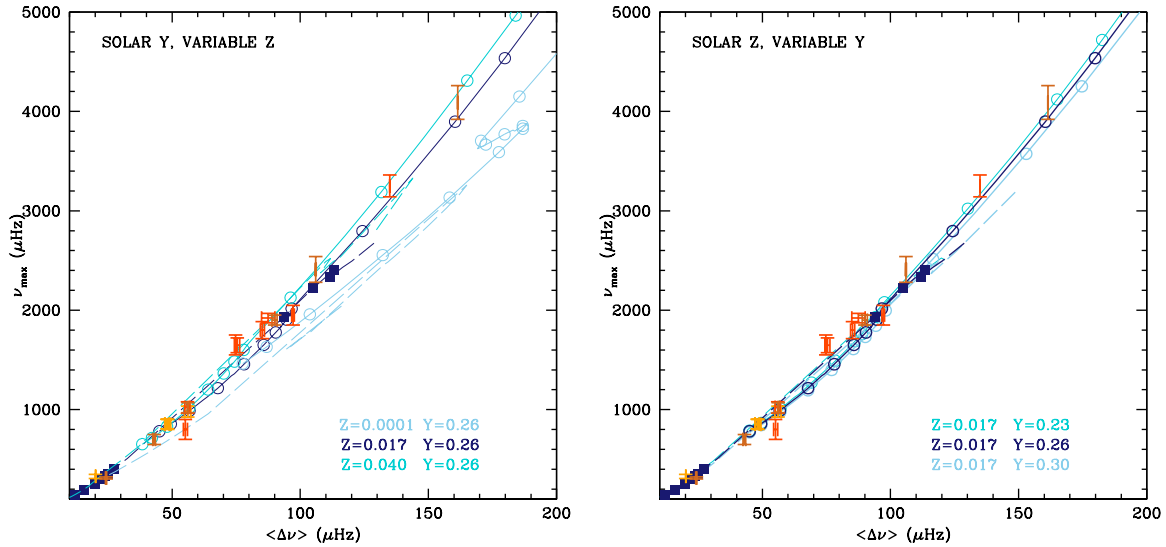 SOLAR Y, VARIABLE Z
5000
4000
3000
2000
1000
ν_max (μHz)
Z=0.0001 Y=0.26
Z=0.017 Y=0.26
Z=0.040 Y=0.26
50 100 150 200
<Δν> (μHz)
SOLAR Z, VARIABLE Y
5000
4000
3000
2000
1000
ν_max (μHz)
Z=0.017 Y=0.23
Z=0.017 Y=0.26
Z=0.017 Y=0.30
50 100 150 200
<Δν> (μHz)